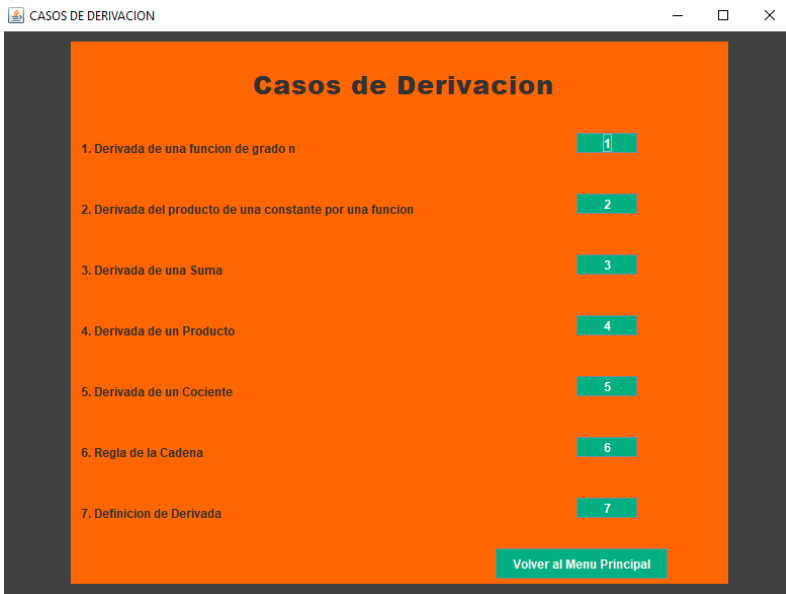 CASOS DE DERIVACION
Casos de Derivacion
1. Derivada de una funcion de grado n
1
2. Derivada del producto de una constante por una funcion
2
3. Derivada de una Suma
3
4. Derivada de un Producto
4
5. Derivada de un Cociente
5
6. Regla de la Cadena
6
7. Definicion de Derivada
7
Volver al Menu Principal